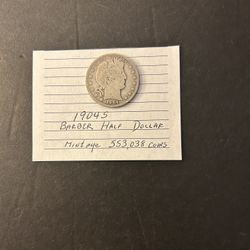 1904S
Barber Half Dollar
Mintage 553,038 coins